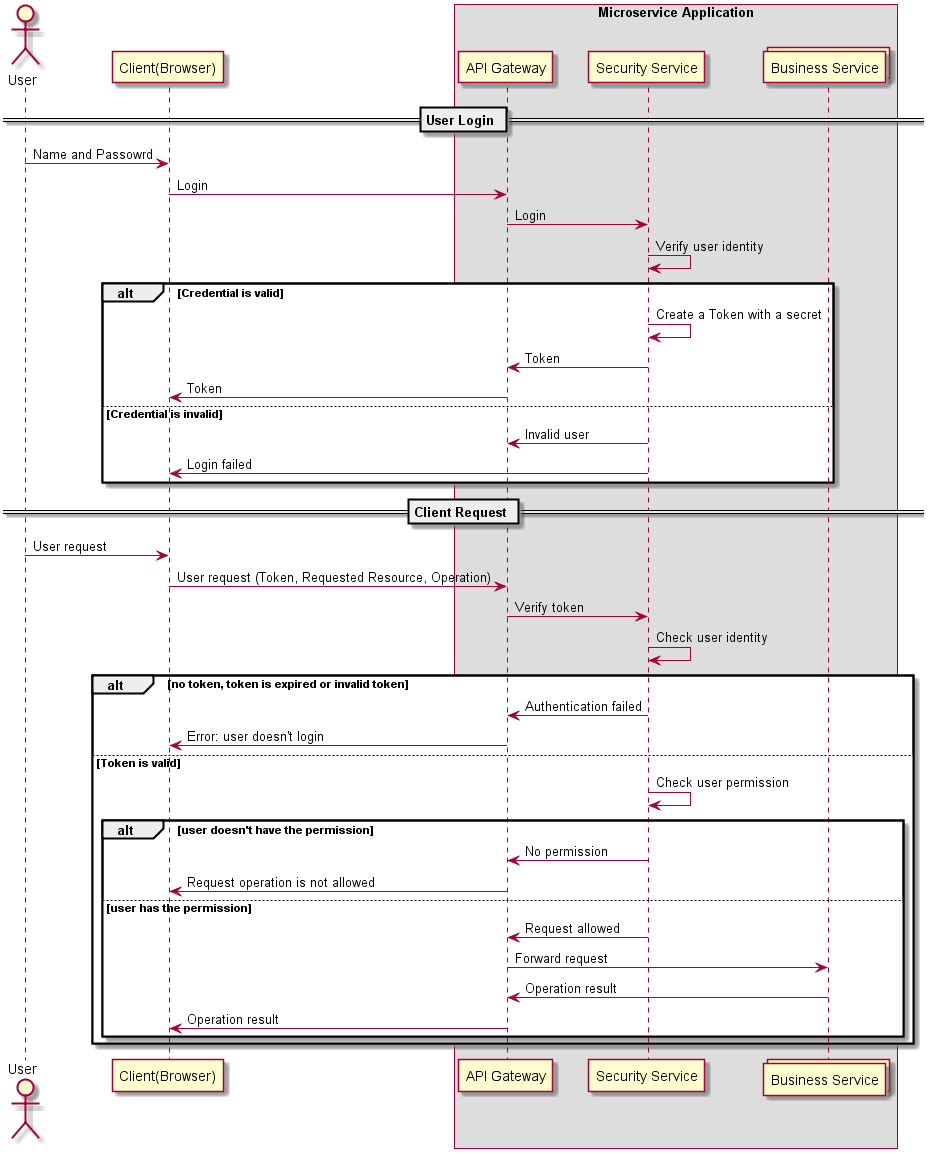 Microservice Application
User
Client(Browser)
API Gateway
Security Service
Business Service
User Login
Name and Passowrd
Login
Login
Verify user identity
alt
[Credential is valid]
Create a Token with a secret
Token
Token
[Credential is invalid]
Invalid user
Login failed
Client Request
User request
User request (Token, Requested Resource, Operation)
Verify token
Check user identity
alt
[no token, token is expired or invalid token]
Authentication failed
Error: user doesn't login
[Token is valid]
Check user permission
alt
[user doesn't have the permission]
No permission
Request operation is not allowed
[user has the permission]
Request allowed
Forward request
Operation result
Operation result
User
Client(Browser)
API Gateway
Security Service
Business Service